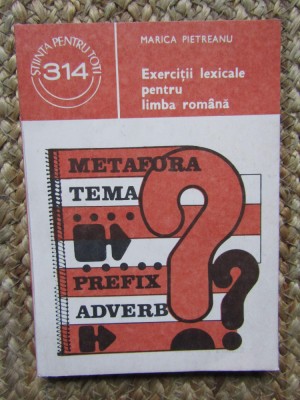 MARICA PIETREANU
ȘTIINȚA PENTRU TOȚI
314
Exerciții lexicale
pentru
limba română
METAFORA
TEMA
PREFIX
ADVERB